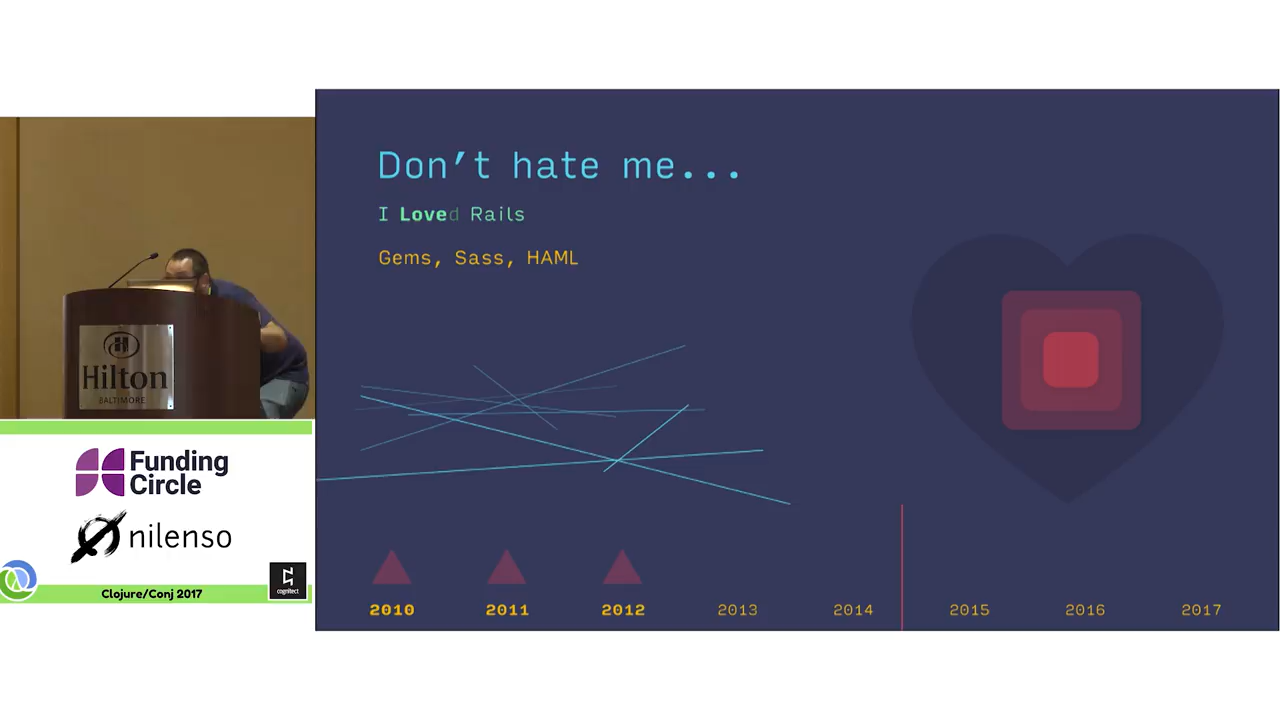 Don't hate me...
I Loved Rails
Gems, Sass, HAML
2010 2011 2012 2013 2014 2015 2016 2017
Hilton
BALTIMORE
Funding
Circle
nilenso
Clojure/Conj 2017
cognitect